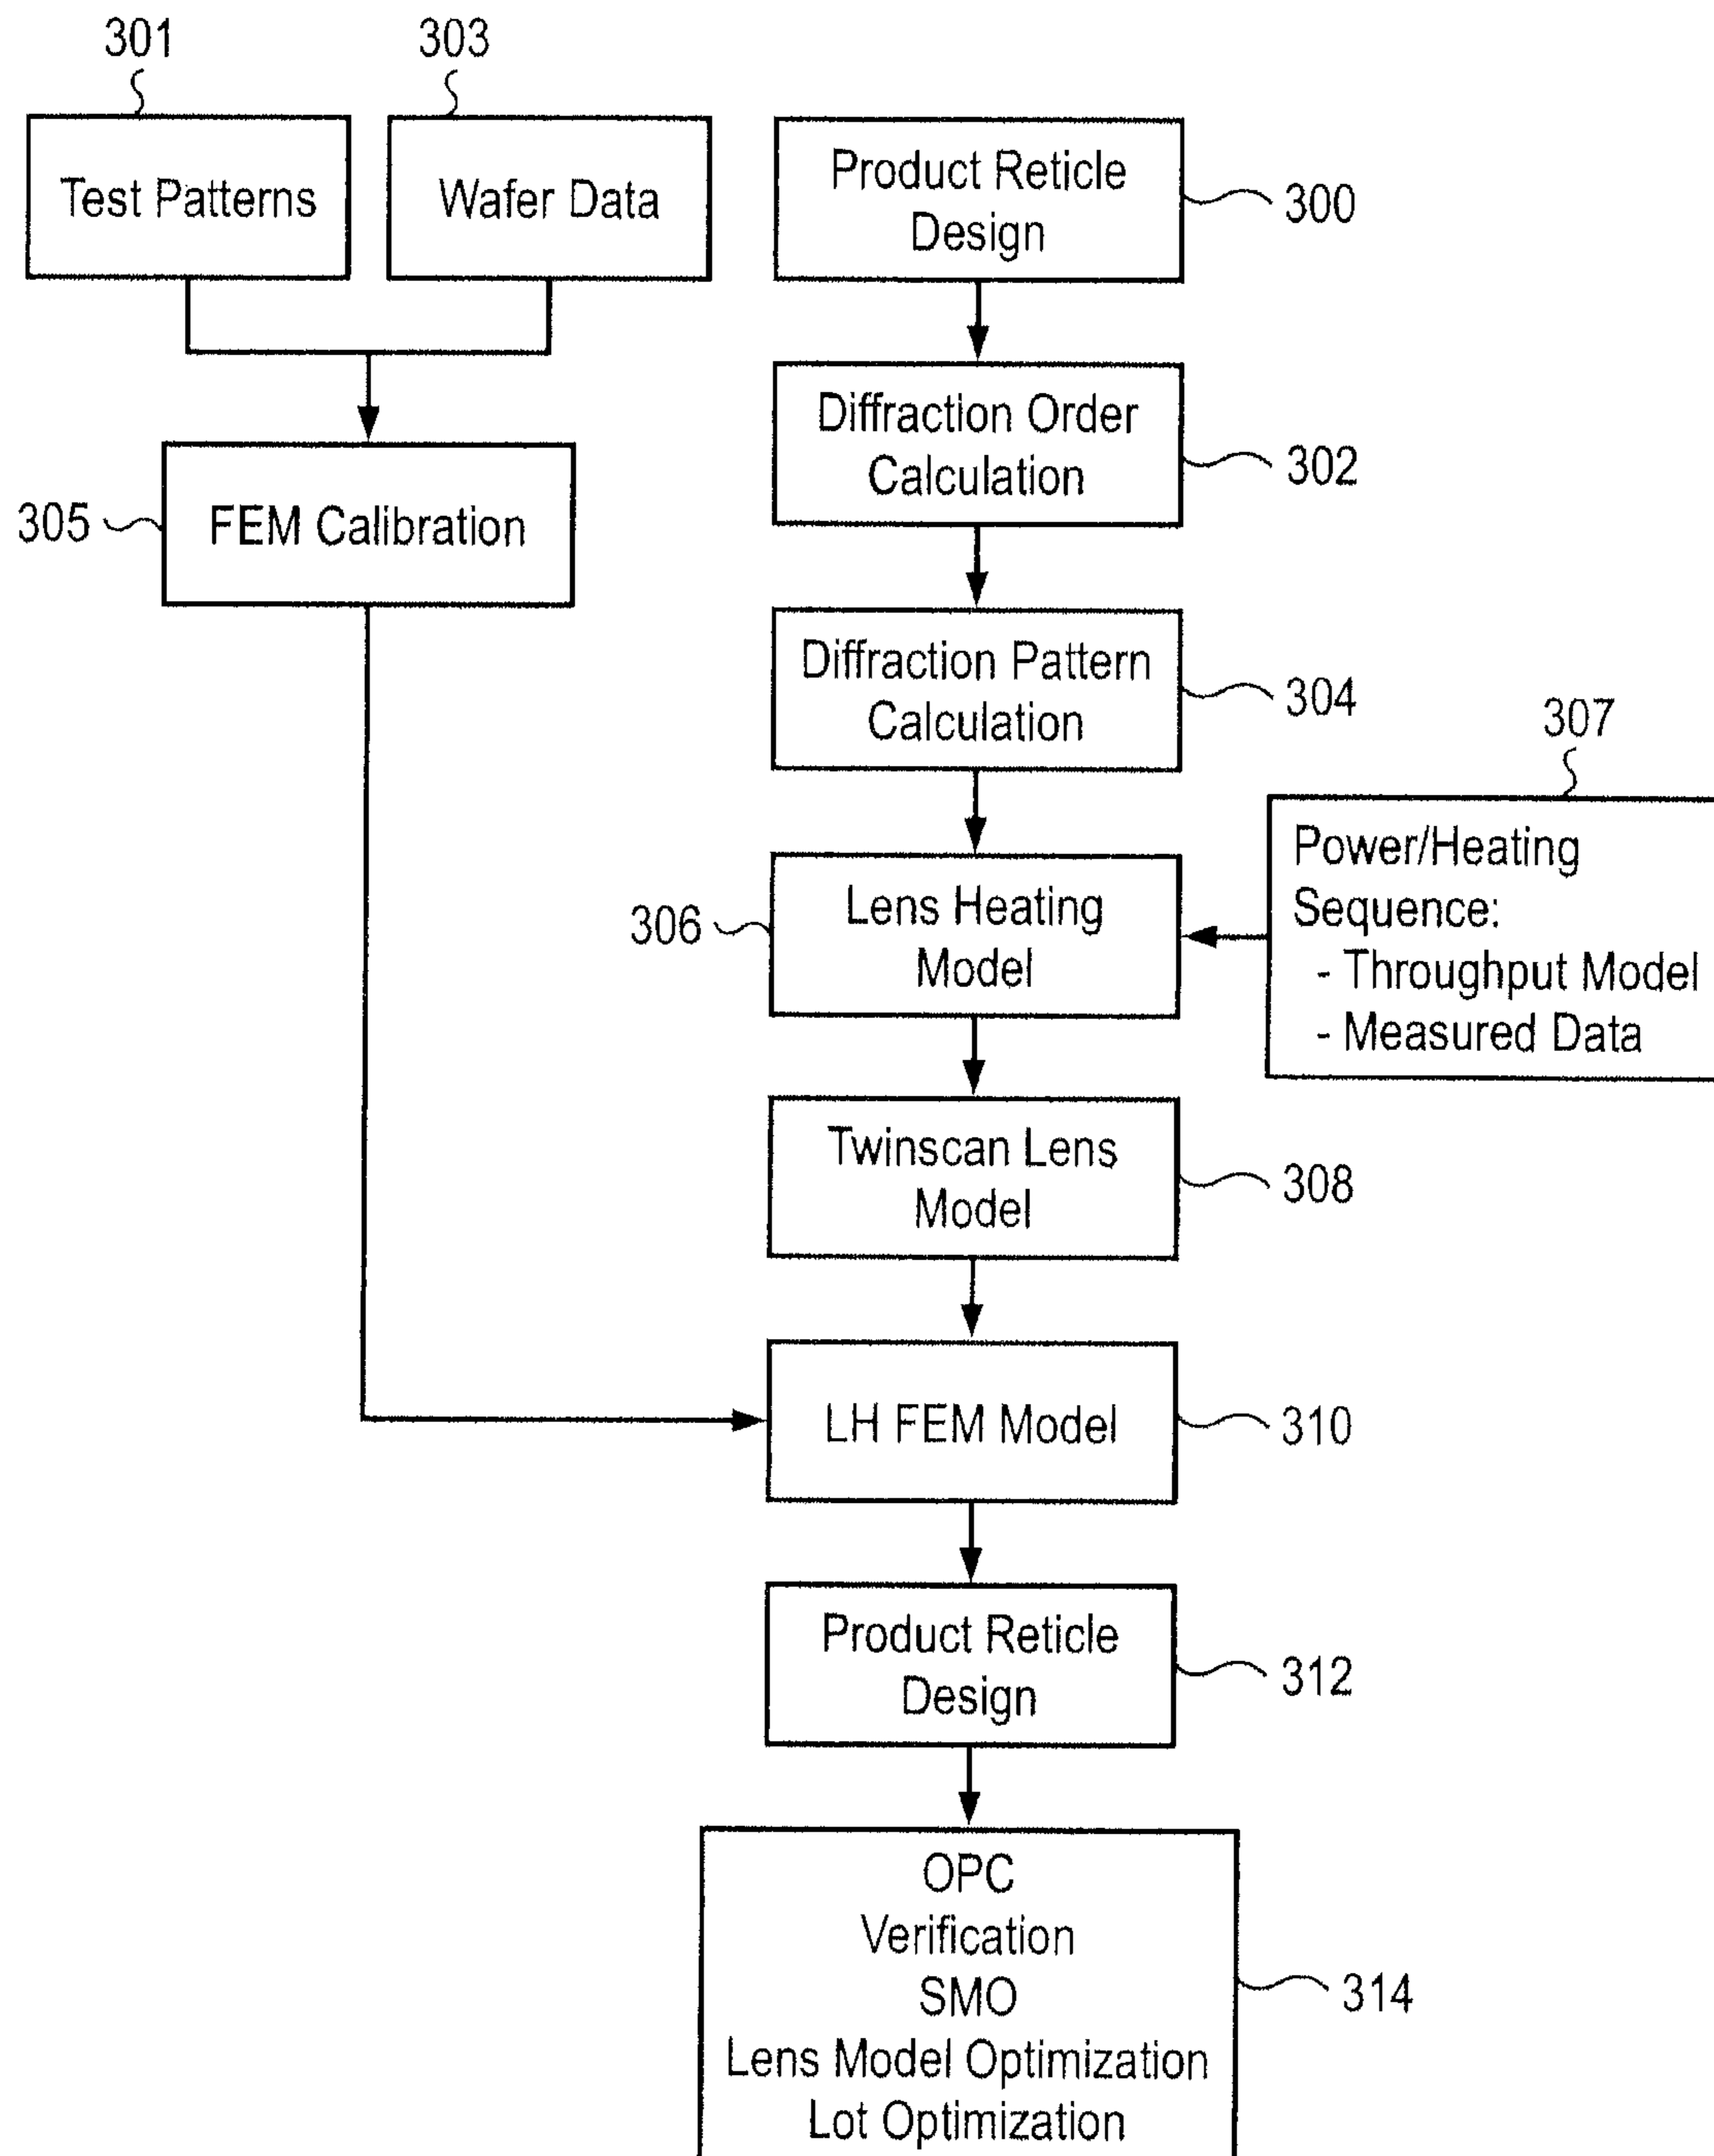 301
303
Test Patterns
Wafer Data
Product Reticle
Design
300
Diffraction Order
Calculation
302
305
FEM Calibration
Diffraction Pattern
Calculation
304
307
Power/Heating
Sequence:
- Throughput Model
- Measured Data
306
Lens Heating
Model
Twinscan Lens
Model
308
LH FEM Model
310
Product Reticle
Design
312
OPC
Verification
SMO
Lens Model Optimization
Lot Optimization
314